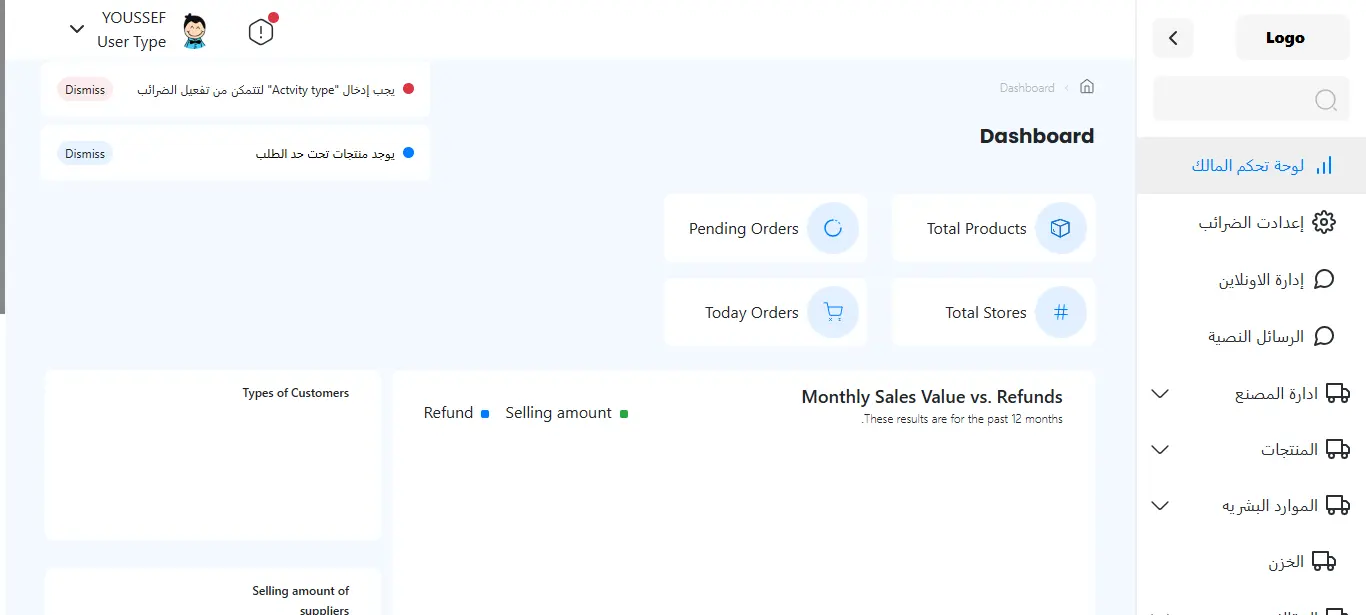 YOUSSEF
User Type
Logo
Dashboard
Dashboard
يجب إدخال "Actvity type" لتتمكن من تفعيل الضرائب
Dismiss
يوجد منتجات تحت حد الطلب
Dismiss
Total Products
Pending Orders
Total Stores
Today Orders
Monthly Sales Value vs. Refunds
.These results are for the past 12 months
Selling amount
Refund
Types of Customers
Selling amount of
suppliers
لوحة تحكم المالك
إعدادت الضرائب
إدارة الاونلاين
الرسائل النصية
ادارة المصنع
المنتجات
الموارد البشريه
الخزن